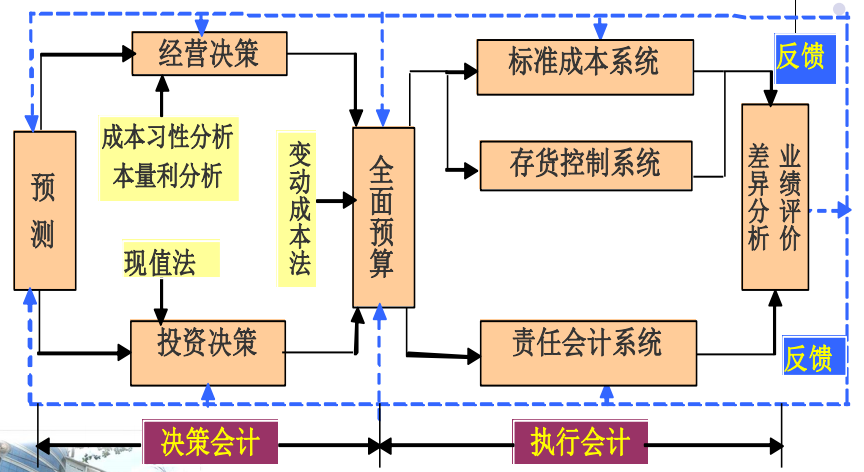 经营决策
标准成本系统
反馈
成本习性分析
本量利分析
预测
变动成本法
全面预算
存货控制系统
差异分析
业绩评价
现值法
投资决策
责任会计系统
反馈
决策会计
执行会计